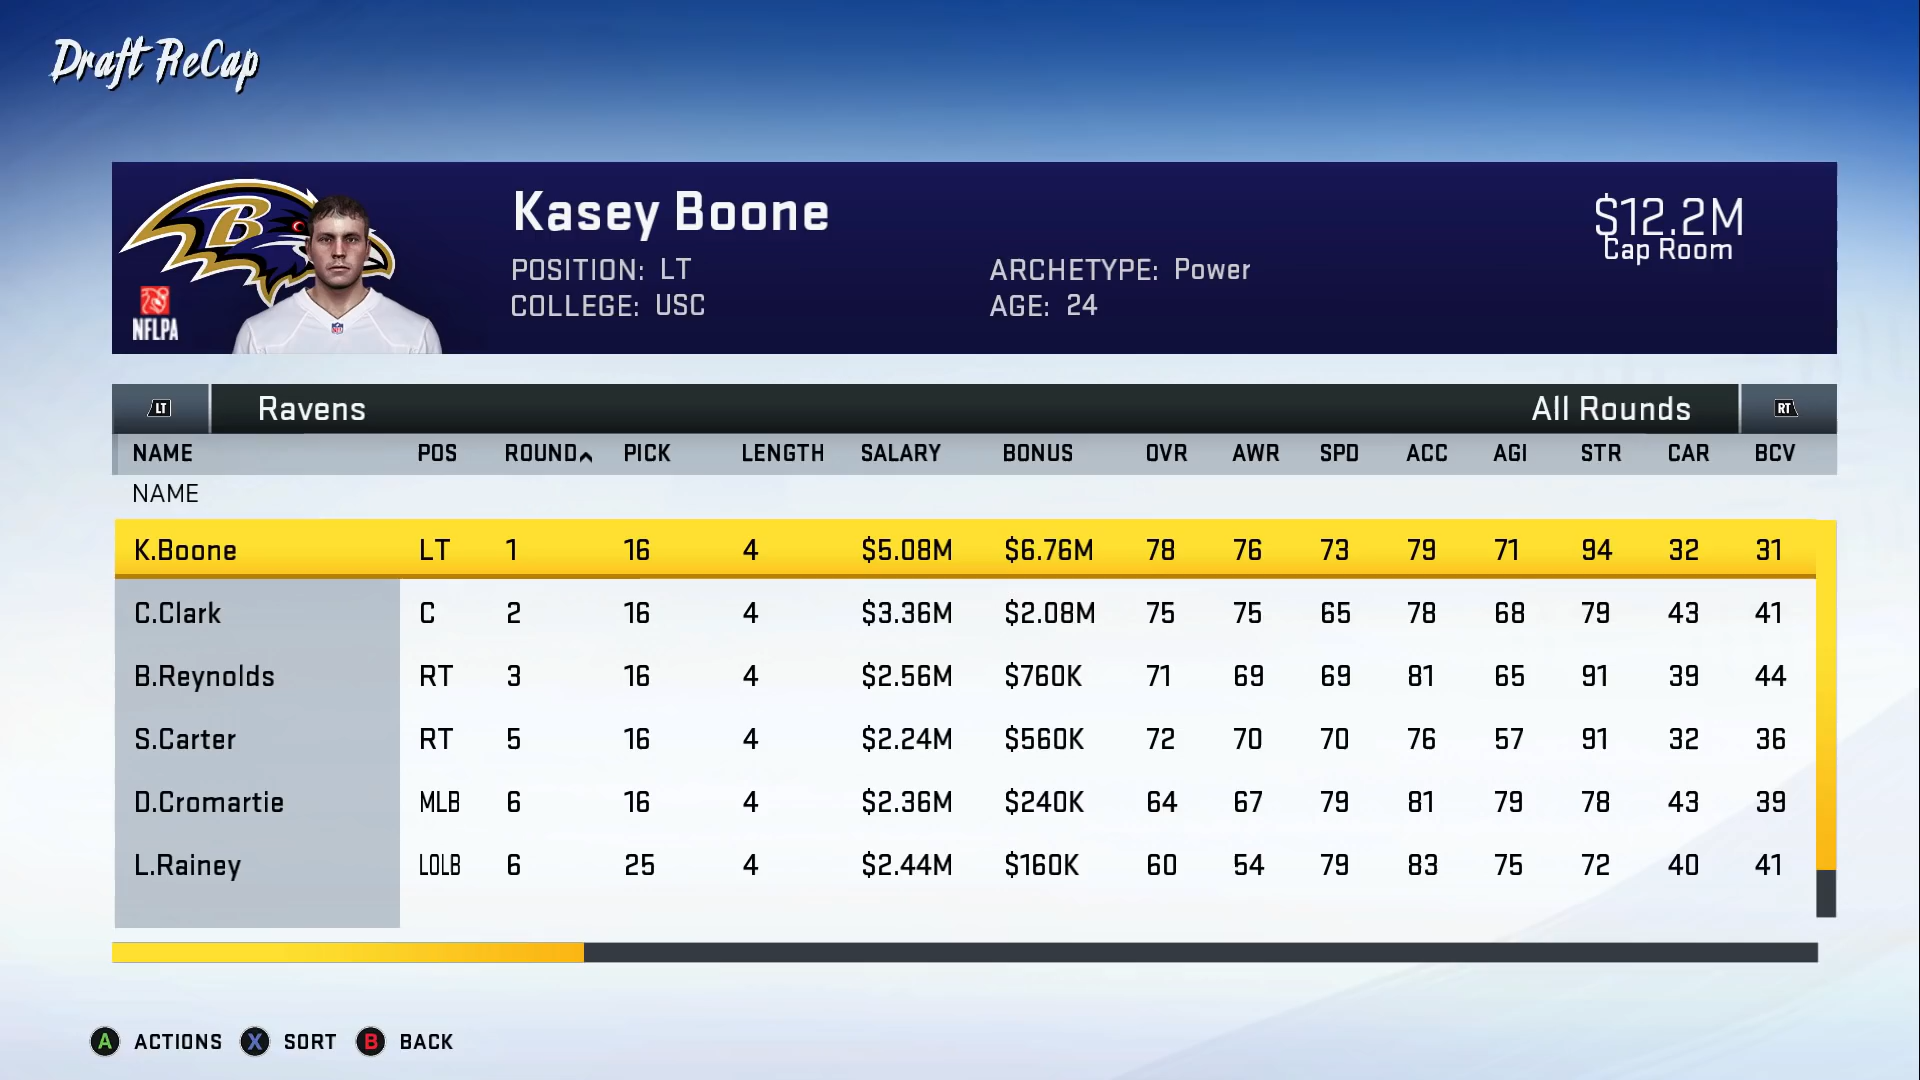 Draft ReCap
B
NFLPA
Kasey Boone
POSITION: LT
COLLEGE: USC
ARCHETYPE: Power
AGE: 24
$12.2M
Cap Room
LT Ravens All Rounds RT
NAME POS ROUND PICK LENGTH SALARY BONUS OVR AWR SPD ACC AGI STR CAR BCV
NAME
K.Boone LT 1 16 4 $5.08M $6.76M 78 76 73 79 71 94 32 31
C.Clark C 2 16 4 $3.36M $2.08M 75 75 65 78 68 79 43 41
B.Reynolds RT 3 16 4 $2.56M $760K 71 69 69 81 65 91 39 44
S.Carter RT 5 16 4 $2.24M $560K 72 70 70 76 57 91 32 36
D.Cromartie MLB 6 16 4 $2.36M $240K 64 67 79 81 79 78 43 39
L.Rainey LOLB 6 25 4 $2.44M $160K 60 54 79 83 75 72 40 41
A ACTIONS X SORT B BACK